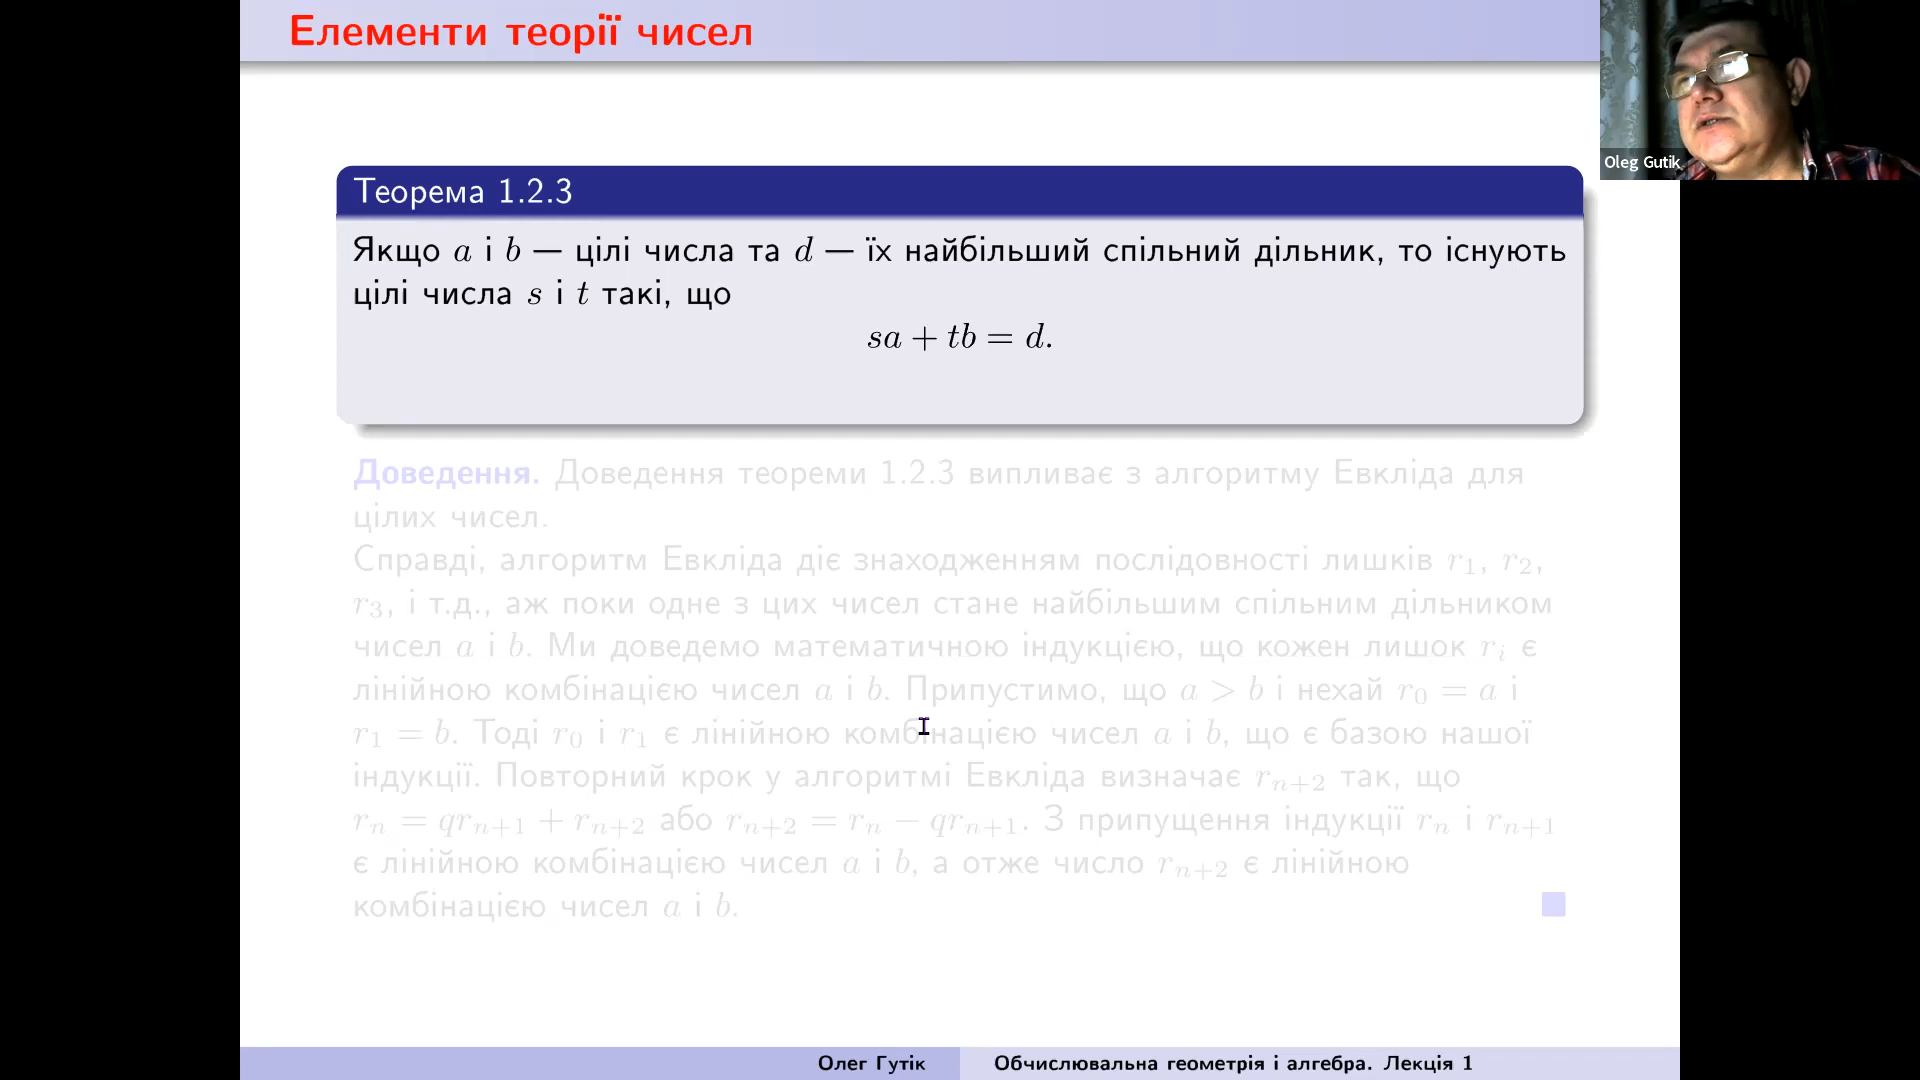 Елементи теорії чисел
Oleg Gutik
Теорема 1.2.3
Якщо a і b — цілі числа та d — їх найбільший спільний дільник, то існують
цілі числа s і t такі, що
sa + tb = d.
Доведення. Доведення теореми 1.2.3 випливає з алгоритму Евкліда для
цілих чисел.
Справді, алгоритм Евкліда діє знаходженням послідовності лишків r₁, r₂,
r₃, і т.д., аж поки одне з цих чисел стане найбільшим спільним дільником
чисел a і b. Ми доведемо математичною індукцією, що кожен лишок rᵢ є
лінійною комбінацією чисел a і b. Припустимо, що a > b і нехай r₀ = a і
r₁ = b. Тоді r₀ і r₁ є лінійною комбінацією чисел a і b, що є базою нашої
індукції. Повторний крок у алгоритмі Евкліда визначає rₙ₊₂ так, що
rₙ = qrₙ₊₁ + rₙ₊₂ або rₙ₊₂ = rₙ − qrₙ₊₁. З припущення індукції rₙ і rₙ₊₁
є лінійною комбінацією чисел a і b, а отже число rₙ₊₂ є лінійною
комбінацією чисел a і b.
Олег Гутік
Обчислювальна геометрія і алгебра. Лекція 1